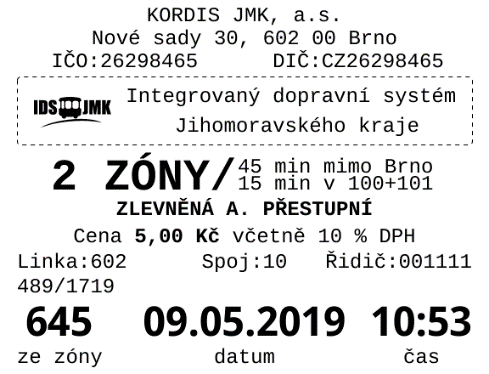 KORDIS JMK, a.s.
Nové sady 30, 602 00 Brno
IČO:26298465 DIČ:CZ26298465
IDS JMK
Integrovaný dopravní systém
Jihomoravského kraje
2 ZÓNY/
45 min mimo Brno
15 min v 100+101
ZLEVNĚNÁ A. PŘESTUPNÍ
Cena 5,00 Kč včetně 10 % DPH
Linka:602 Spoj:10 Řidič:001111
489/1719
645 09.05.2019 10:53
ze zóny datum čas